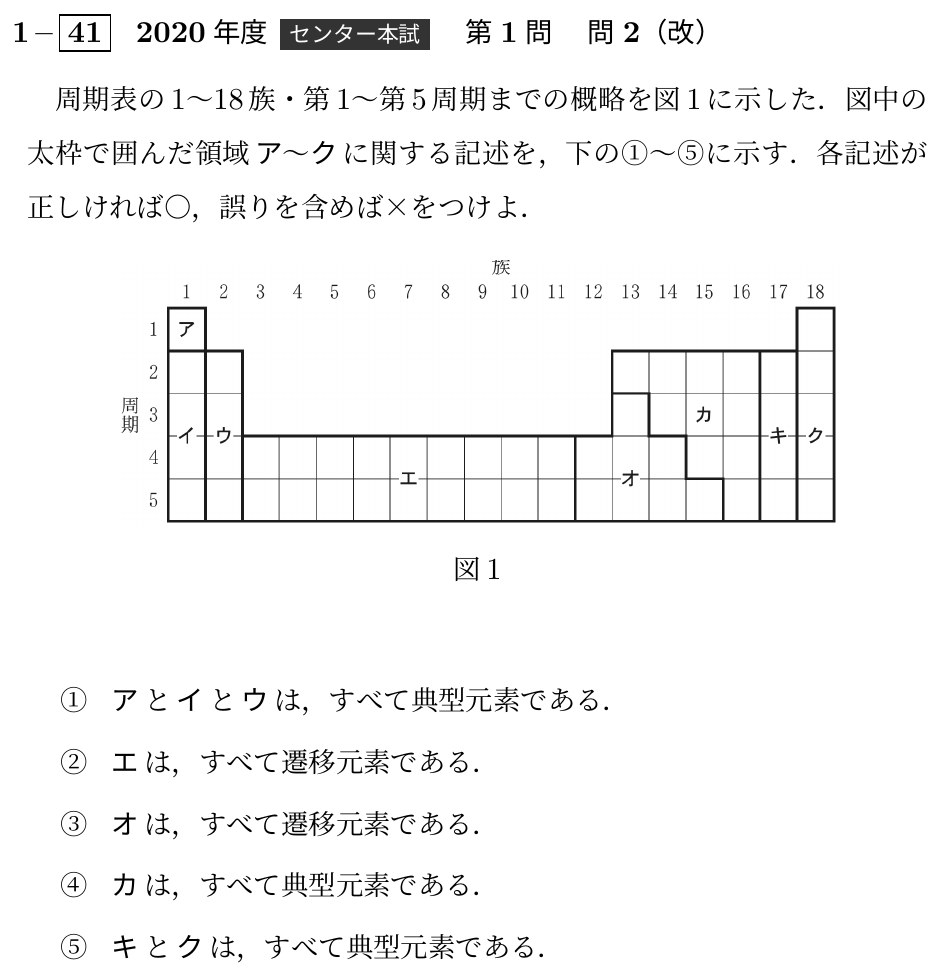 1-41 2020 年度 センター本試 第 1 問 問 2（改）
周期表の 1～18 族・第 1～第 5 周期までの概略を図 1 に示した．図中の
太枠で囲んだ領域 ア～ク に関する記述を，下の①～⑤に示す．各記述が
正しければ○，誤りを含めば×をつけよ．
族
1 2 3 4 5 6 7 8 9 10 11 12 13 14 15 16 17 18
1 ア
2
周期
3 カ
イ ウ キ ク
4
エ オ
5
図 1
① ア と イ と ウ は，すべて典型元素である．
② エ は，すべて遷移元素である．
③ オ は，すべて遷移元素である．
④ カ は，すべて典型元素である．
⑤ キ と ク は，すべて典型元素である．